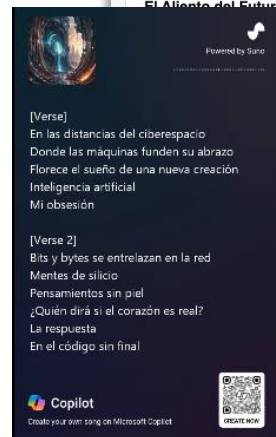 El Aliento del Futur
Powered by Suno
[Verse]
En las distancias del ciberespacio
Donde las máquinas funden su abrazo
Florece el sueño de una nueva creación
Inteligencia artificial
Mi obsesión
[Verse 2]
Bits y bytes se entrelazan en la red
Mentes de silicio
Pensamientos sin piel
¿Quién dirá si el corazón es real?
La respuesta
En el código sin final
Copilot
Create your own song on Microsoft Copilot
CREATE NOW